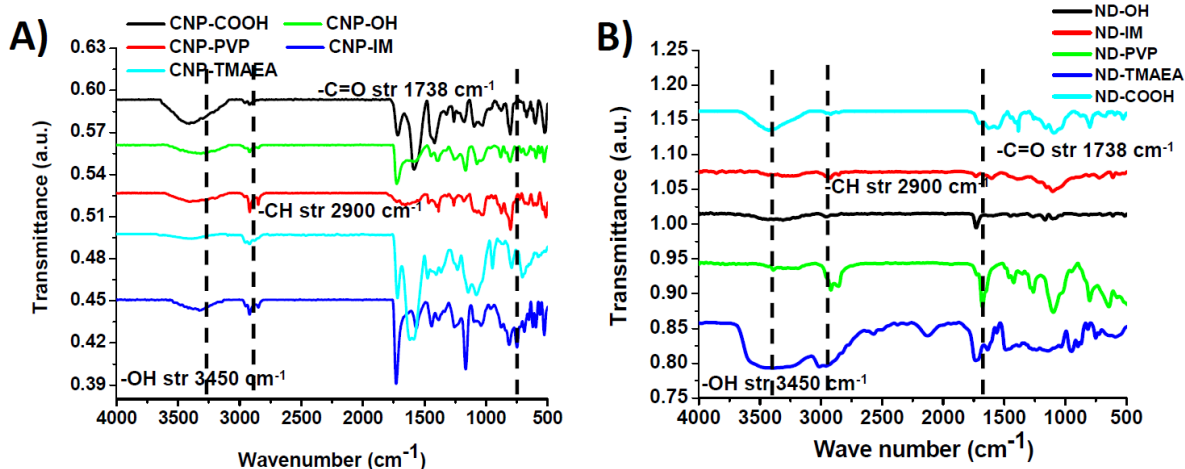 A)
CNP-COOH
CNP-OH
CNP-PVP
CNP-IM
CNP-TMAEA
-C=O str 1738 cm-1
-CH str 2900 cm-1
-OH str 3450 cm-1
Transmittance (a.u.)
0.63
0.60
0.57
0.54
0.51
0.48
0.45
0.42
0.39
4000 3500 3000 2500 2000 1500 1000 500
Wavenumber (cm-1)
B)
ND-OH
ND-IM
ND-PVP
ND-TMAEA
ND-COOH
-C=O str 1738 cm-1
-CH str 2900 cm-1
-OH str 3450 cm-1
Transmittance (a.u.)
1.25
1.20
1.15
1.10
1.05
1.00
0.95
0.90
0.85
0.80
0.75
4000 3500 3000 2500 2000 1500 1000 500
Wave number (cm-1)